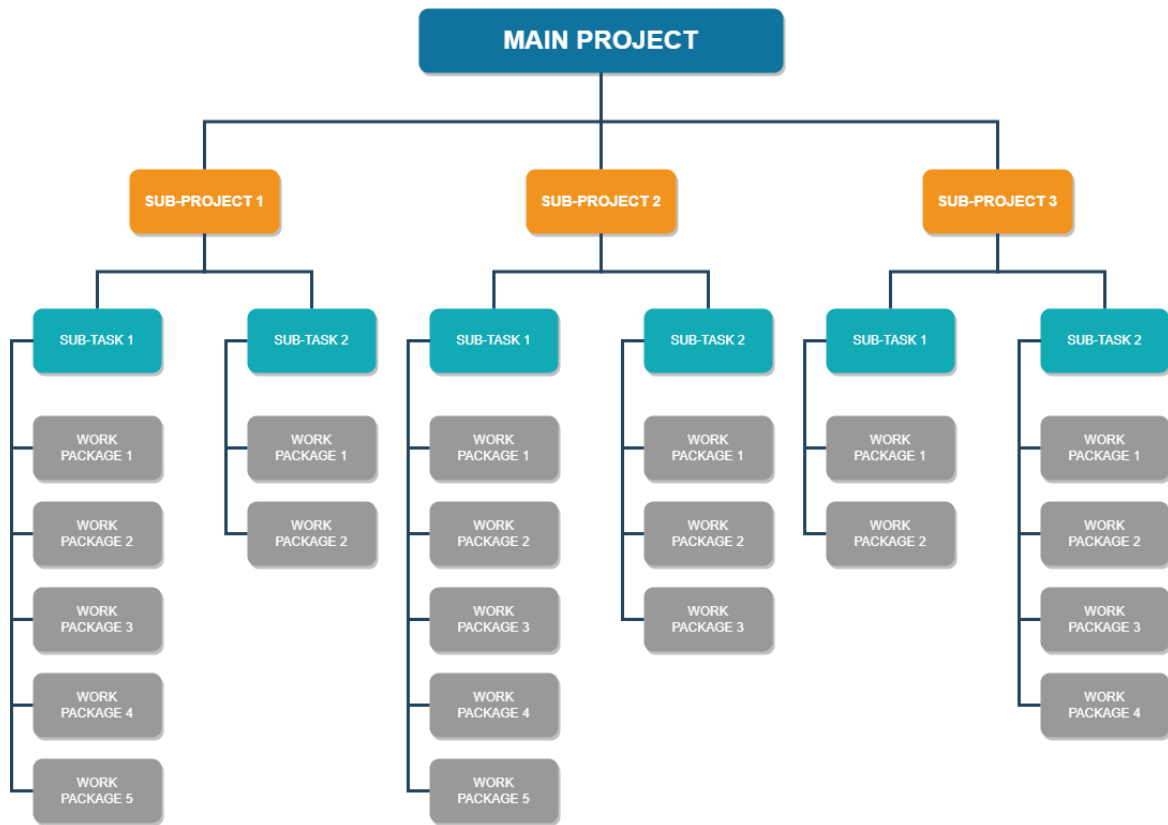 MAIN PROJECT
SUB-PROJECT 1
SUB-PROJECT 2
SUB-PROJECT 3
SUB-TASK 1
SUB-TASK 2
SUB-TASK 1
SUB-TASK 2
SUB-TASK 1
SUB-TASK 2
WORK
PACKAGE 1
WORK
PACKAGE 1
WORK
PACKAGE 1
WORK
PACKAGE 1
WORK
PACKAGE 1
WORK
PACKAGE 1
WORK
PACKAGE 2
WORK
PACKAGE 2
WORK
PACKAGE 2
WORK
PACKAGE 2
WORK
PACKAGE 2
WORK
PACKAGE 2
WORK
PACKAGE 3
WORK
PACKAGE 3
WORK
PACKAGE 3
WORK
PACKAGE 3
WORK
PACKAGE 4
WORK
PACKAGE 4
WORK
PACKAGE 4
WORK
PACKAGE 5
WORK
PACKAGE 5